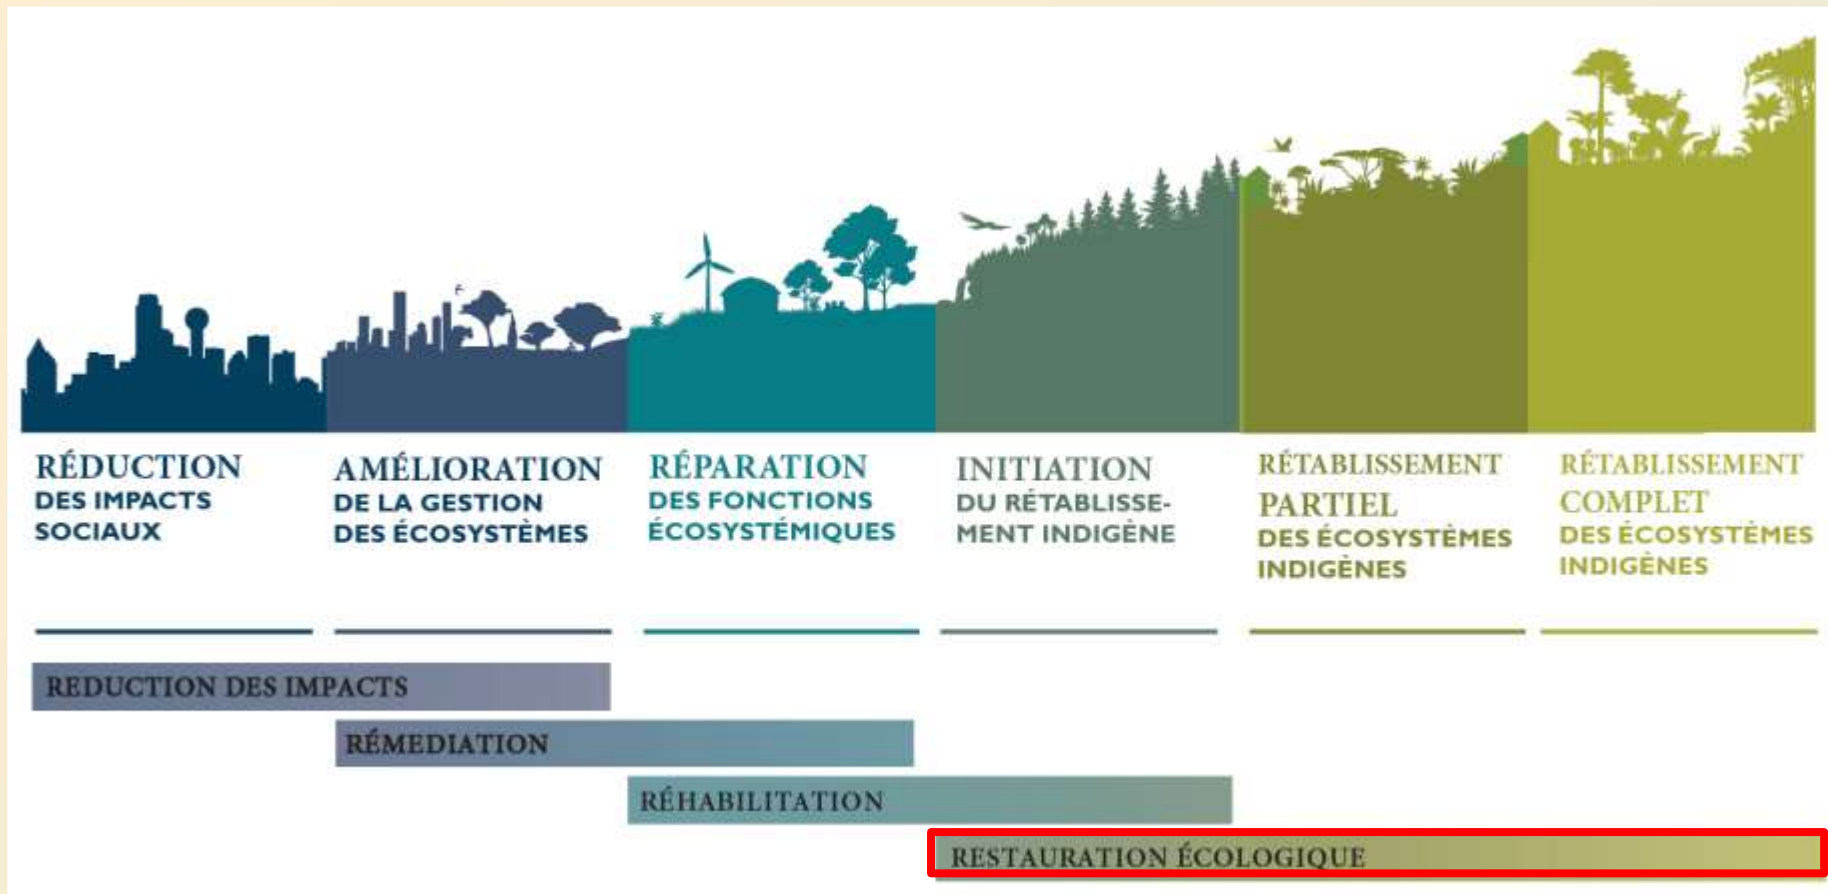 RÉDUCTION
DES IMPACTS
SOCIAUX
AMÉLIORATION
DE LA GESTION
DES ÉCOSYSTÈMES
RÉPARATION
DES FONCTIONS
ÉCOSYSTÉMIQUES
INITIATION
DU RÉTABLISSE-
MENT INDIGÈNE
RÉTABLISSEMENT
PARTIEL
DES ÉCOSYSTÈMES
INDIGÈNES
RÉTABLISSEMENT
COMPLET
DES ÉCOSYSTÈMES
INDIGÈNES
REDUCTION DES IMPACTS
RÉMEDIATION
RÉHABILITATION
RESTAURATION ÉCOLOGIQUE